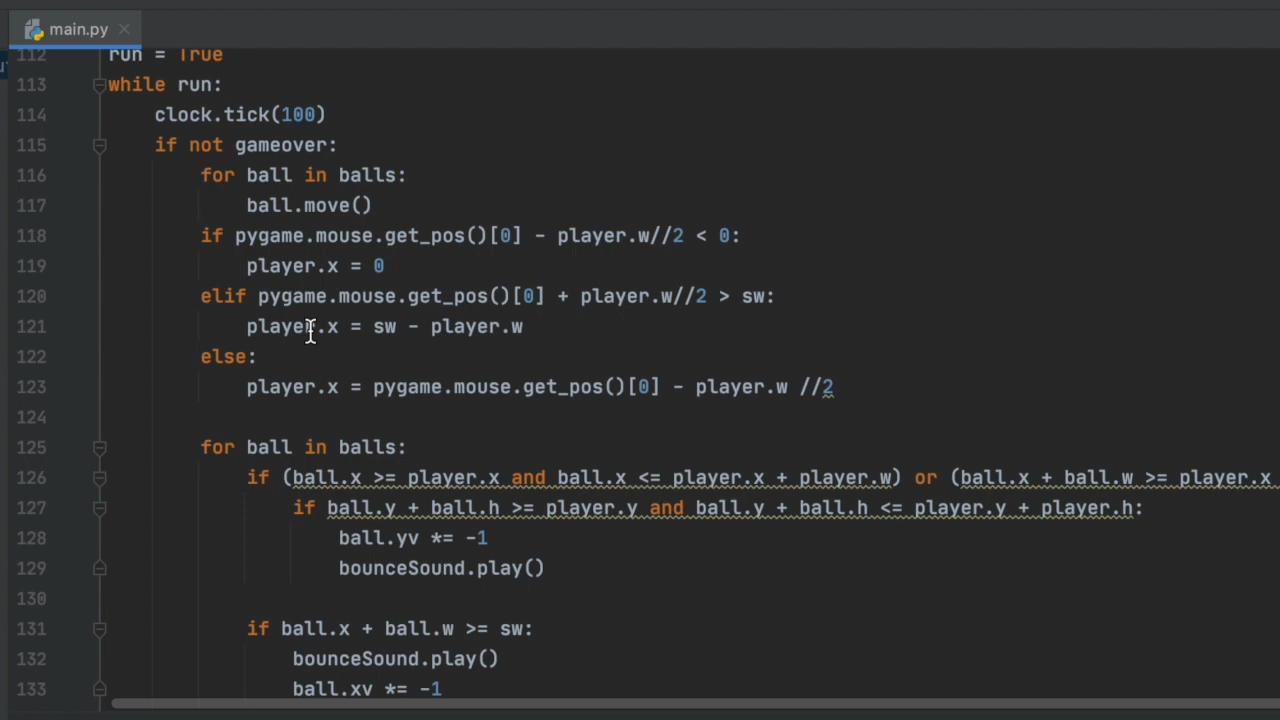 main.py
112 run = True
113 while run:
114 clock.tick(100)
115 if not gameover:
116 for ball in balls:
117 ball.move()
118 if pygame.mouse.get_pos()[0] - player.w//2 < 0:
119 player.x = 0
120 elif pygame.mouse.get_pos()[0] + player.w//2 > sw:
121 player.x = sw - player.w
122 else:
123 player.x = pygame.mouse.get_pos()[0] - player.w //2
124
125 for ball in balls:
126 if (ball.x >= player.x and ball.x <= player.x + player.w) or (ball.x + ball.w >= player.x
127 if ball.y + ball.h >= player.y and ball.y + ball.h <= player.y + player.h:
128 ball.yv *= -1
129 bounceSound.play()
130
131 if ball.x + ball.w >= sw:
132 bounceSound.play()
133 ball.xv *= -1